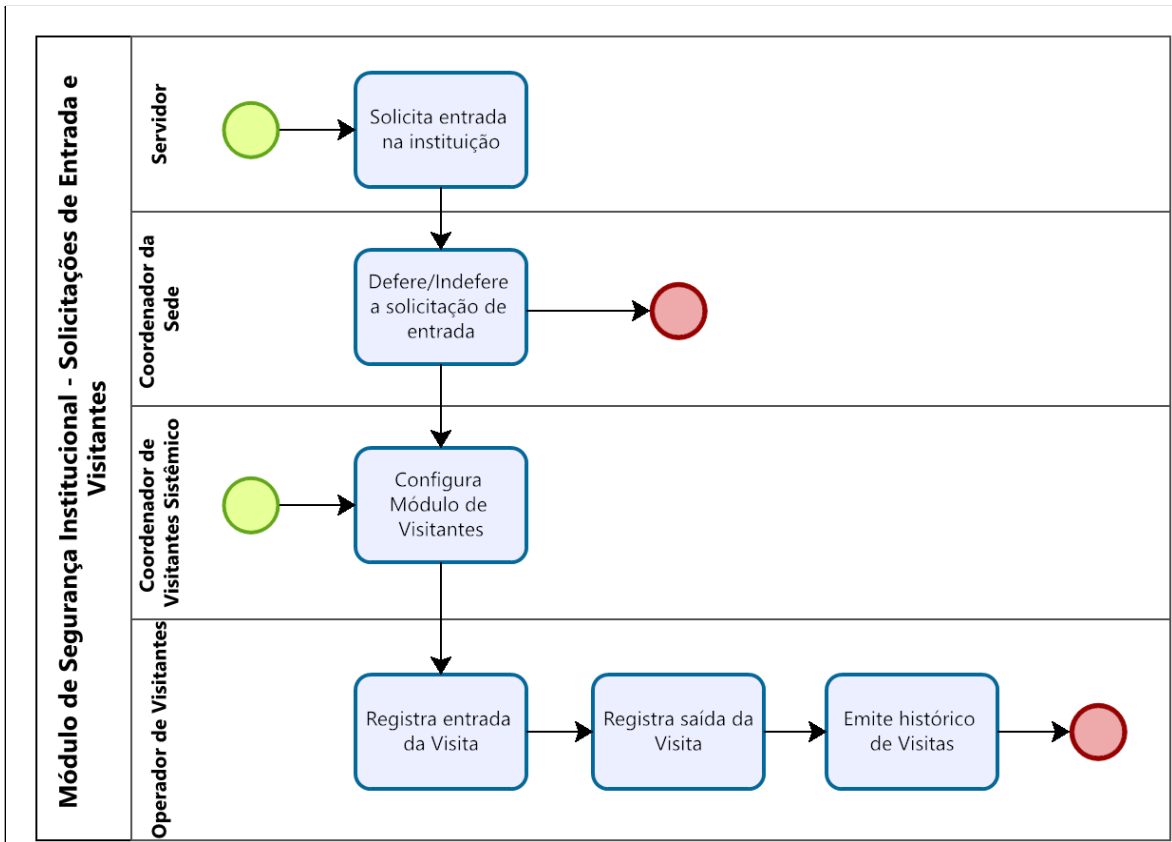 Módulo de Segurança Institucional - Solicitações de Entrada e
Visitantes
Servidor
Solicita entrada
na instituição
Coordenador da
Sede
Defere/Indefere
a solicitação de
entrada
Coordenador de
Visitantes Sistêmico
Configura
Módulo de
Visitantes
Operador de Visitantes
Registra entrada
da Visita
Registra saída da
Visita
Emite histórico
de Visitas